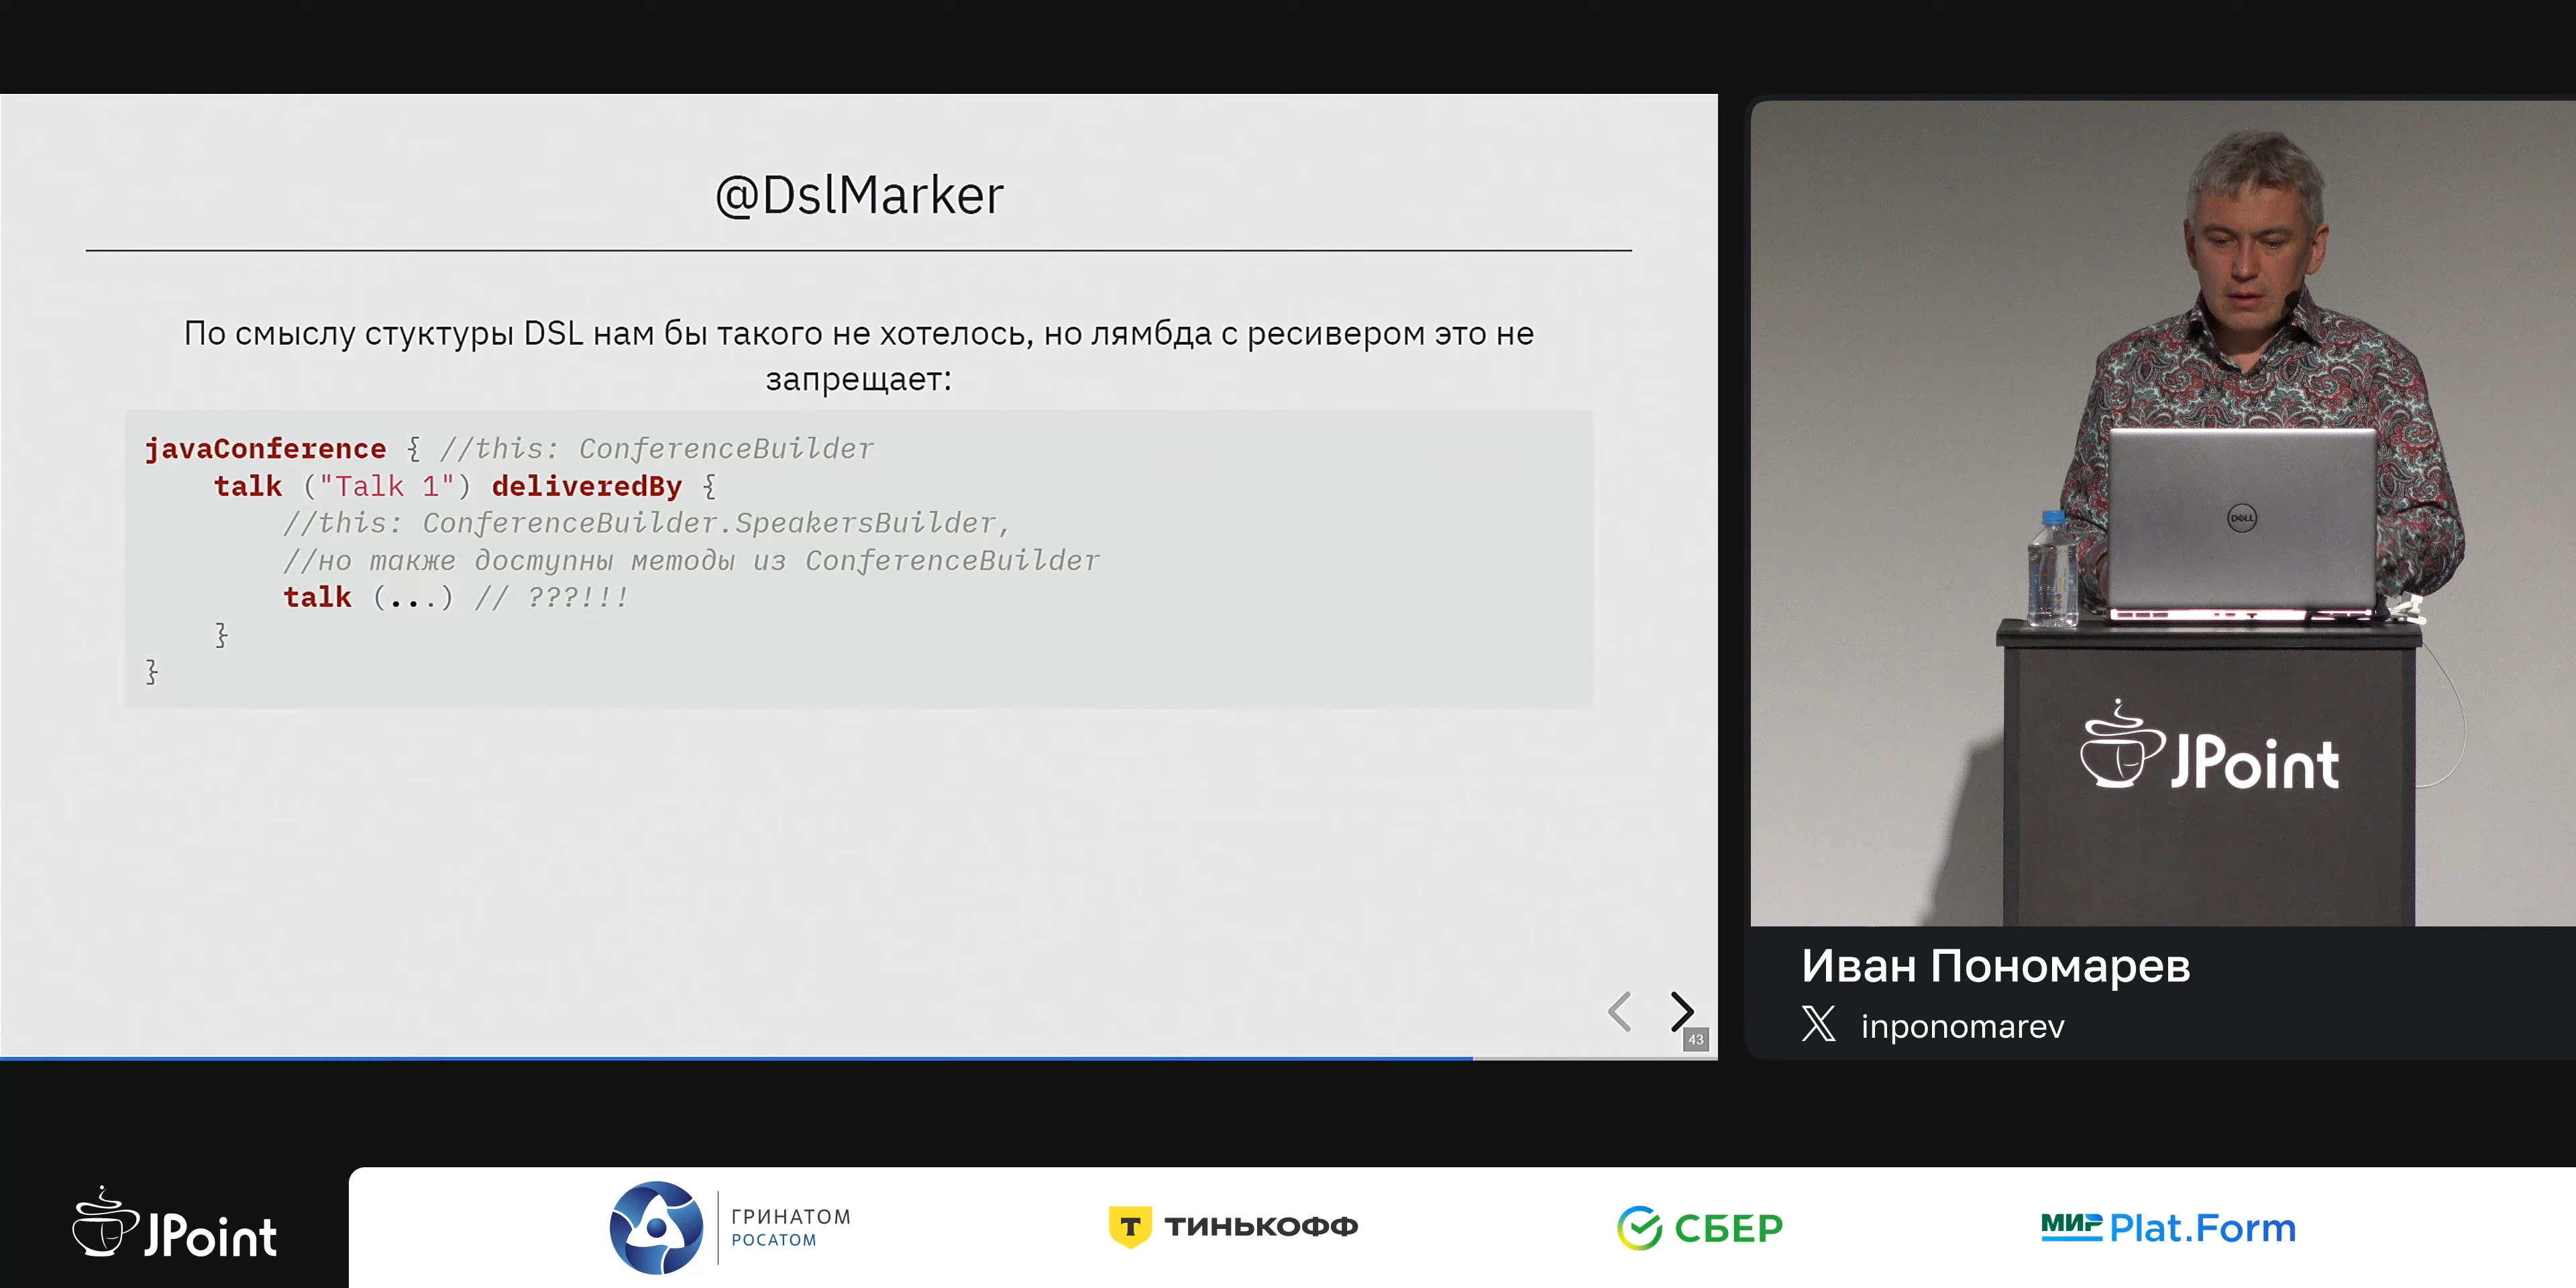 @DslMarker
По смыслу стуктуры DSL нам бы такого не хотелось, но лямбда с ресивером это не
запрещает:
javaConference { //this: ConferenceBuilder
    talk ("Talk 1") deliveredBy {
        //this: ConferenceBuilder.SpeakersBuilder,
        //но также доступны методы из ConferenceBuilder
        talk (...) // ???!!!
    }
}
43
DELL
JPoint
Иван Пономарев
inponomarev
JPoint
ГРИНАТОМ
РОСАТОМ
Т ТИНЬКОФФ
СБЕР
МИР Plat.Form